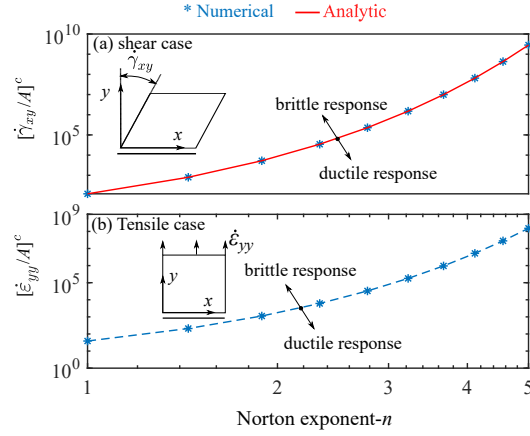 * Numerical — Analytic
10^10
(a) shear case
γ̇_xy
y
x
brittle response
ductile response
[γ̇_xy/A]^c
10^5
10^9
(b) Tensile case
ε̇_yy
y
x
brittle response
ductile response
[ε̇_yy/A]^c
10^5
10^0
1 2 3 4 5
Norton exponent-n